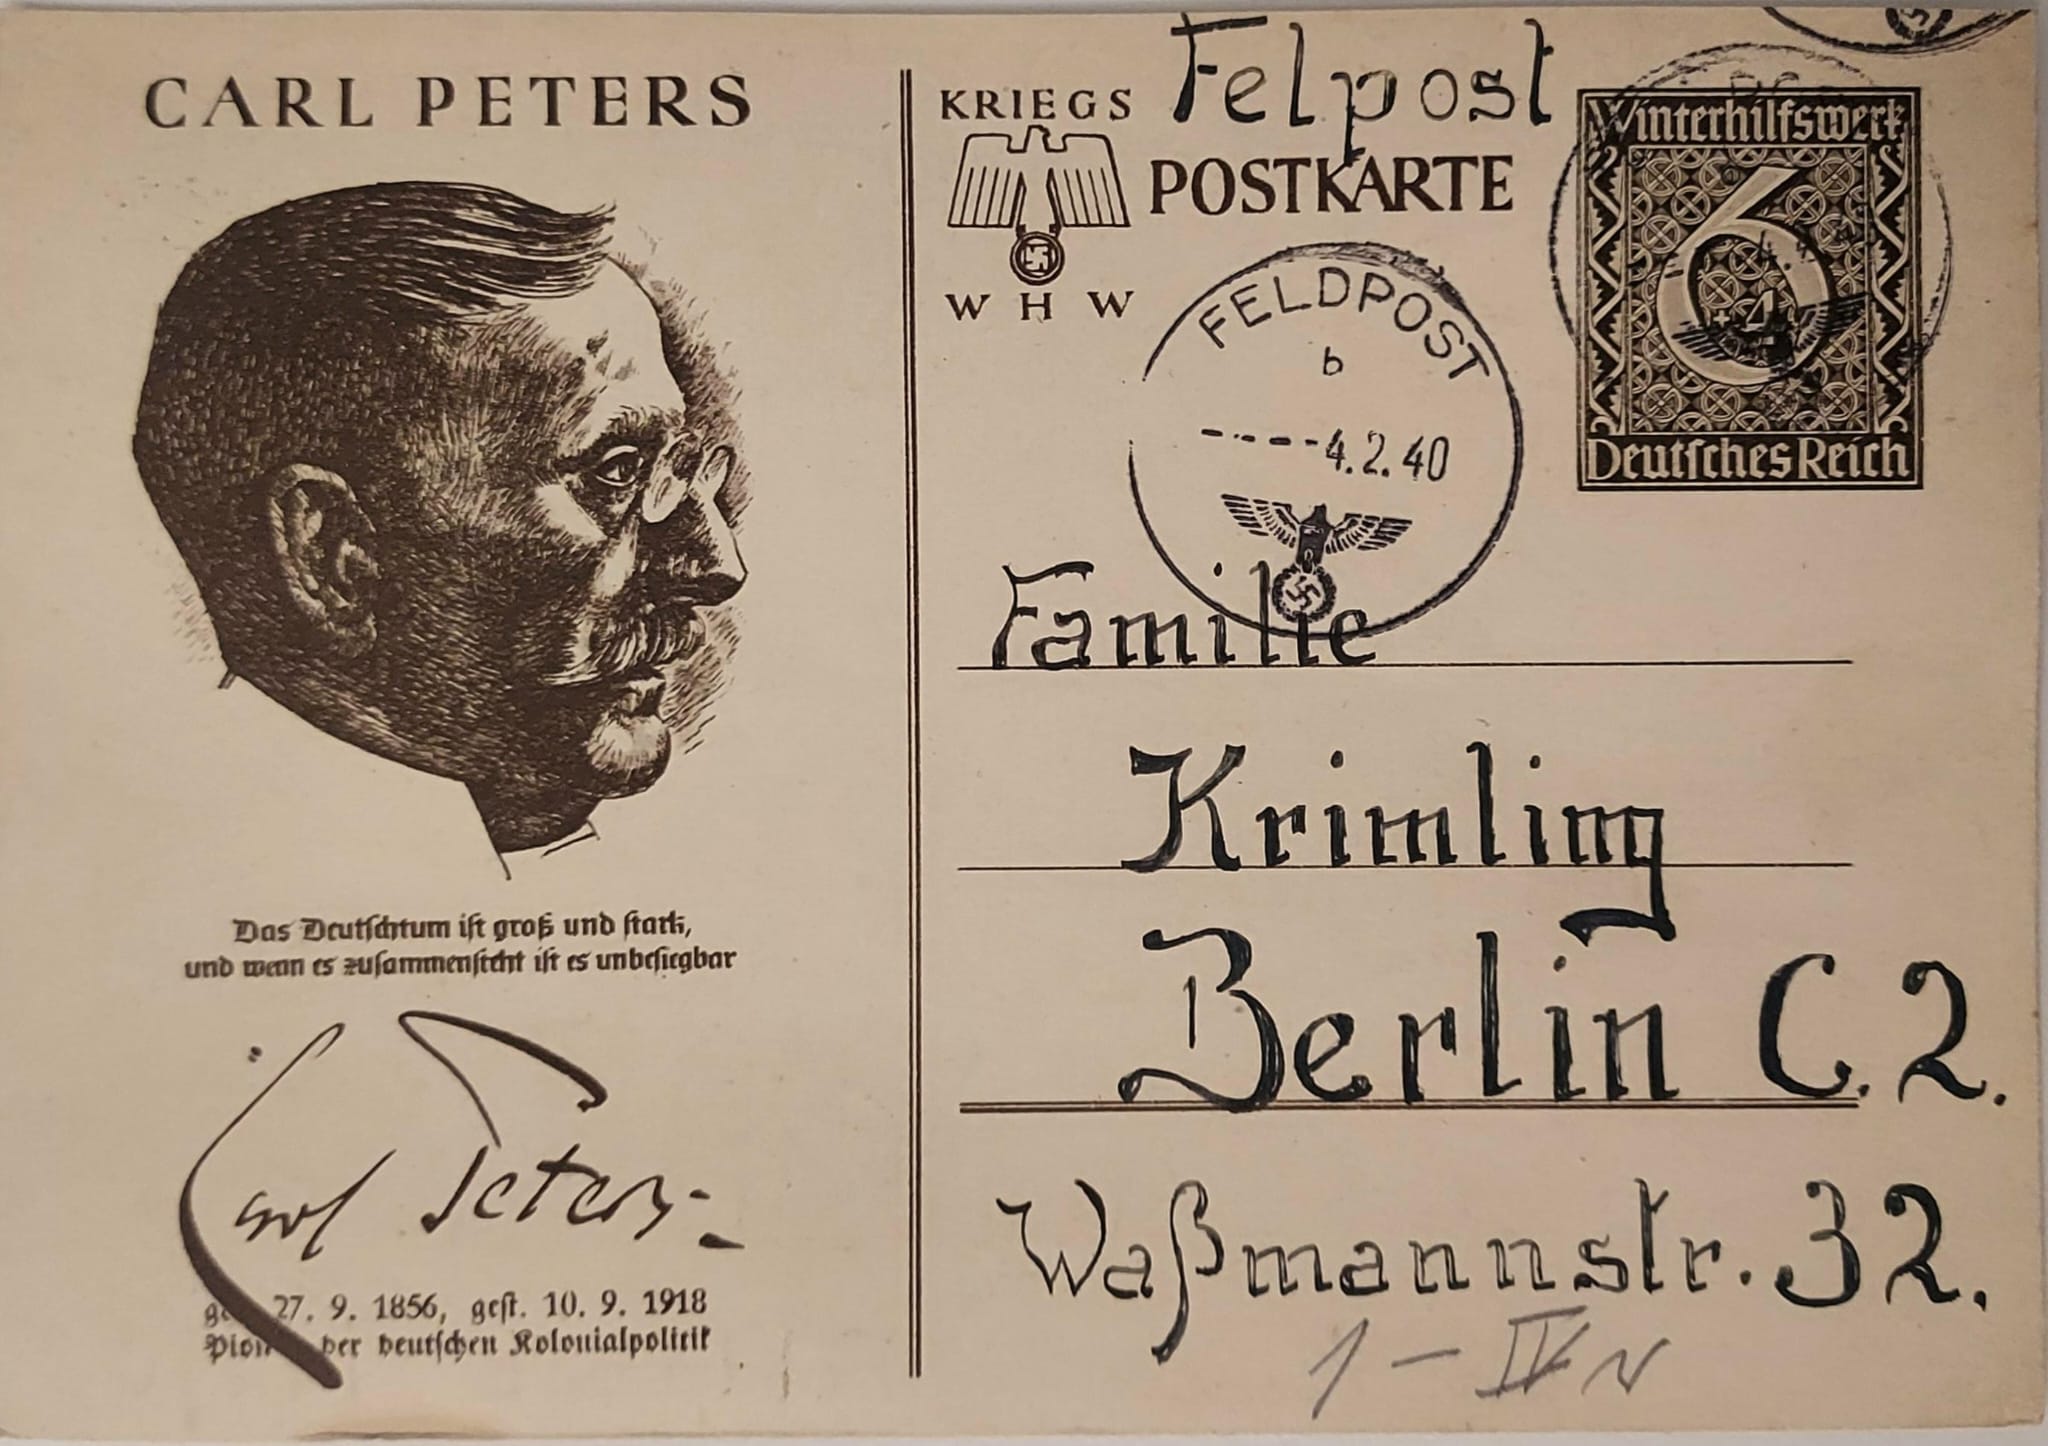 CARL PETERS
Das Deutschtum ist groß und stark,
und wenn es zusammensteht ist es unbesiegbar
Carl Peters
27. 9. 1856, gest. 10. 9. 1918
der deutschen Kolonialpolitik
Felpost
KRIEGS
POSTKARTE
W H W
Winterhilfswerk
6
+ 4
Deutsches Reich
FELDPOST
b
4.2.40
Familie
Krimling
Berlin C. 2.
Waßmannstr. 32.
1 - IV